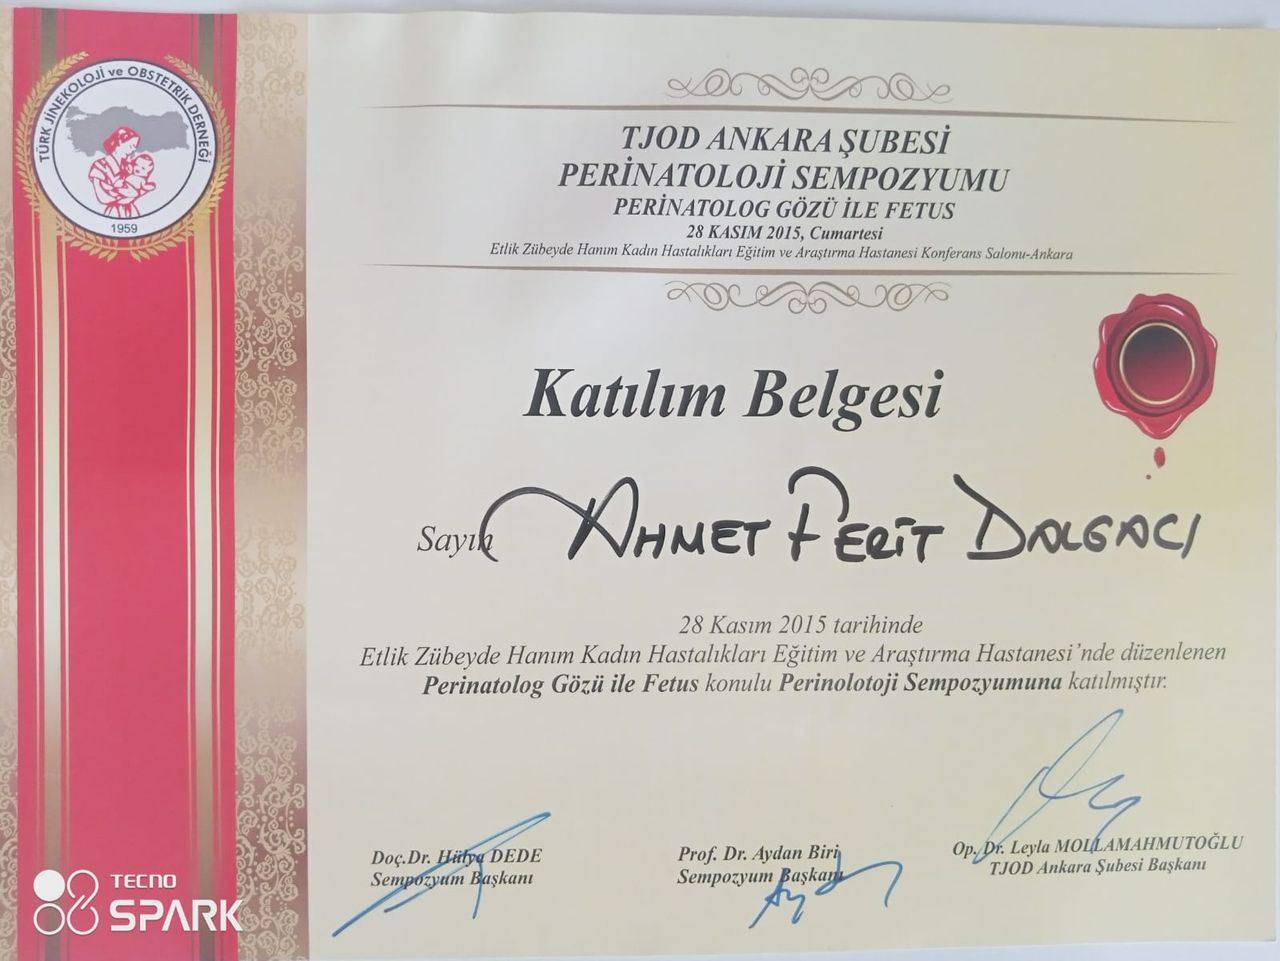 TÜRK JİNEKOLOJİ ve OBSTETRİK DERNEĞİ
1959
TJOD ANKARA ŞUBESİ
PERİNATOLOJİ SEMPOZYUMU
PERİNATOLOG GÖZÜ İLE FETUS
28 KASIM 2015, Cumartesi
Etlik Zübeyde Hanım Kadın Hastalıkları Eğitim ve Araştırma Hastanesi Konferans Salonu-Ankara
Katılım Belgesi
Sayın AHMET FERİT DALGACI
28 Kasım 2015 tarihinde
Etlik Zübeyde Hanım Kadın Hastalıkları Eğitim ve Araştırma Hastanesi'nde düzenlenen
Perinatolog Gözü ile Fetus konulu Perinolotoji Sempozyumuna katılmıştır.
Doç.Dr. Hülya DEDE
Sempozyum Başkanı
Prof. Dr. Aydan Biri
Sempozyum Başkanı
Op. Dr. Leyla MOLLAMAHMUTOĞLU
TJOD Ankara Şubesi Başkanı
TECNO
SPARK